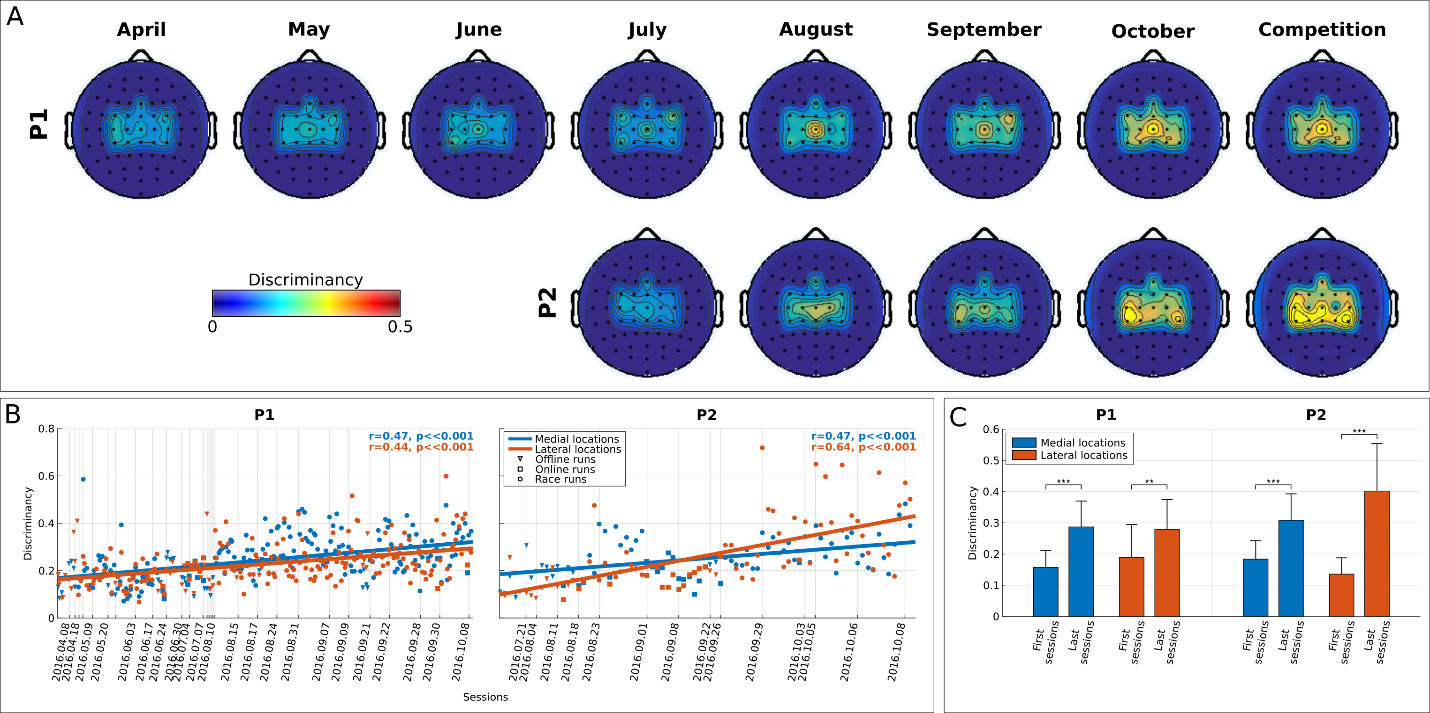 A
April May June July August September October Competition
P1
P2
Discriminancy
0 0.5
B
P1
P2
r=0.47, p<<0.001
r=0.44, p<<0.001
Medial locations
Lateral locations
Offline runs
Online runs
Race runs
r=0.47, p<<0.001
r=0.64, p<<0.001
Discriminancy
0.8
0.6
0.4
0.2
0
2016.04.08
2016.04.18
2016.05.09
2016.05.20
2016.06.03
2016.06.17
2016.06.24
2016.06.30
2016.07.04
2016.07.07
2016.08.10
2016.08.15
2016.08.17
2016.08.24
2016.08.31
2016.09.07
2016.09.09
2016.09.21
2016.09.22
2016.09.28
2016.09.30
2016.10.08
2016.07.21
2016.08.04
2016.08.11
2016.08.18
2016.08.23
2016.09.01
2016.09.08
2016.09.22
2016.09.26
2016.09.29
2016.10.03
2016.10.05
2016.10.06
2016.10.08
Sessions
C
P1
P2
Medial locations
Lateral locations
Discriminancy
0.6
0.5
0.4
0.3
0.2
0.1
0
***
**
***
***
First sessions
Last sessions
First sessions
Last sessions
First sessions
Last sessions
First sessions
Last sessions